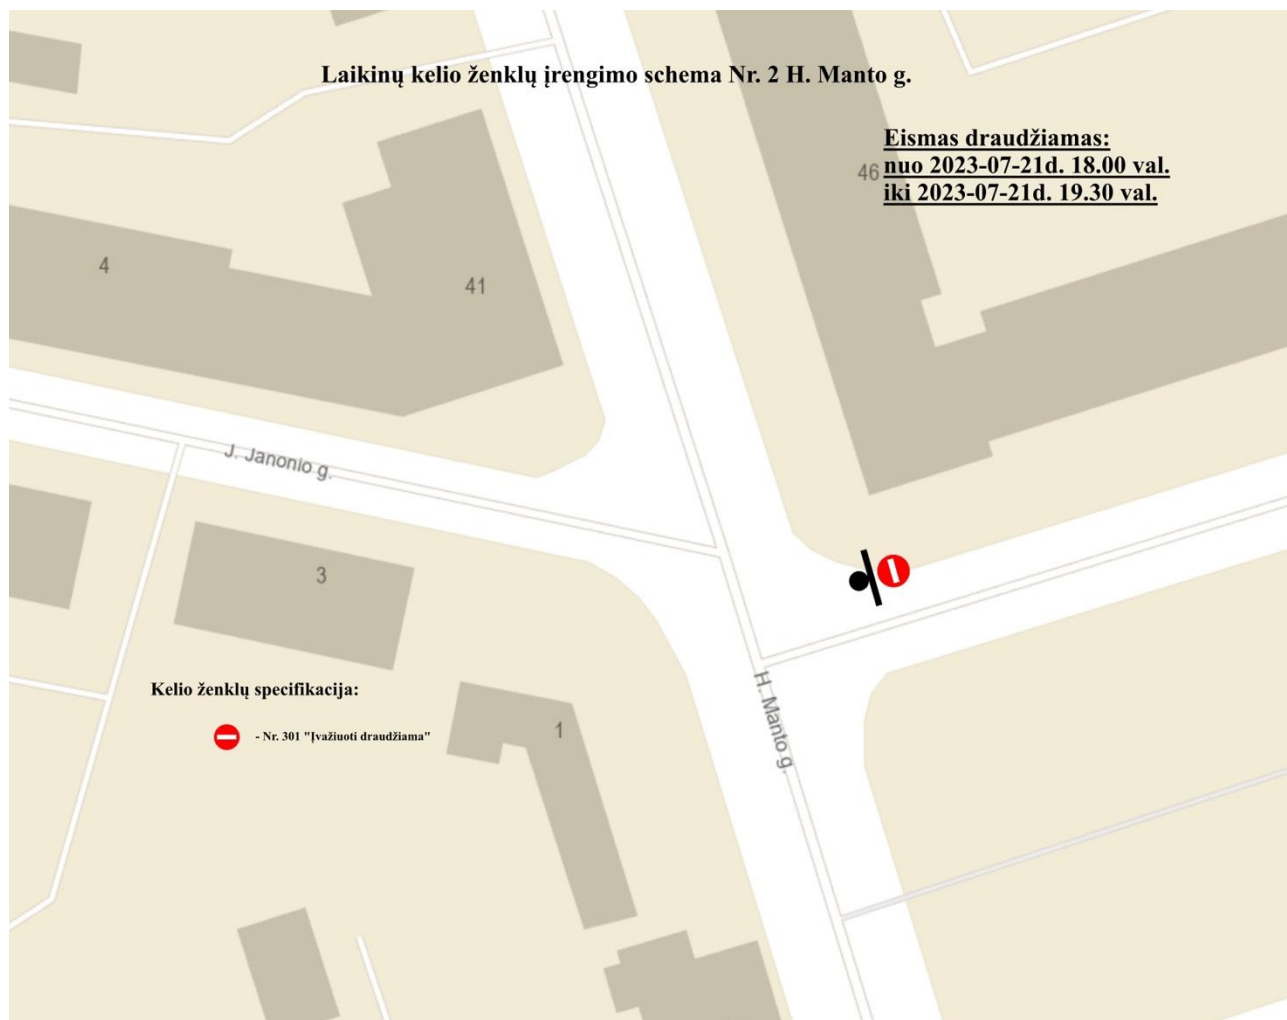 Laikinų kelio ženklų įrengimo schema Nr. 2 H. Manto g.
Eismas draudžiamas:
nuo 2023-07-21d. 18.00 val.
iki 2023-07-21d. 19.30 val.
46
4
41
J. Janonio g.
3
H. Manto g.
Kelio ženklų specifikacija:
- Nr. 301 "Įvažiuoti draudžiama"
1